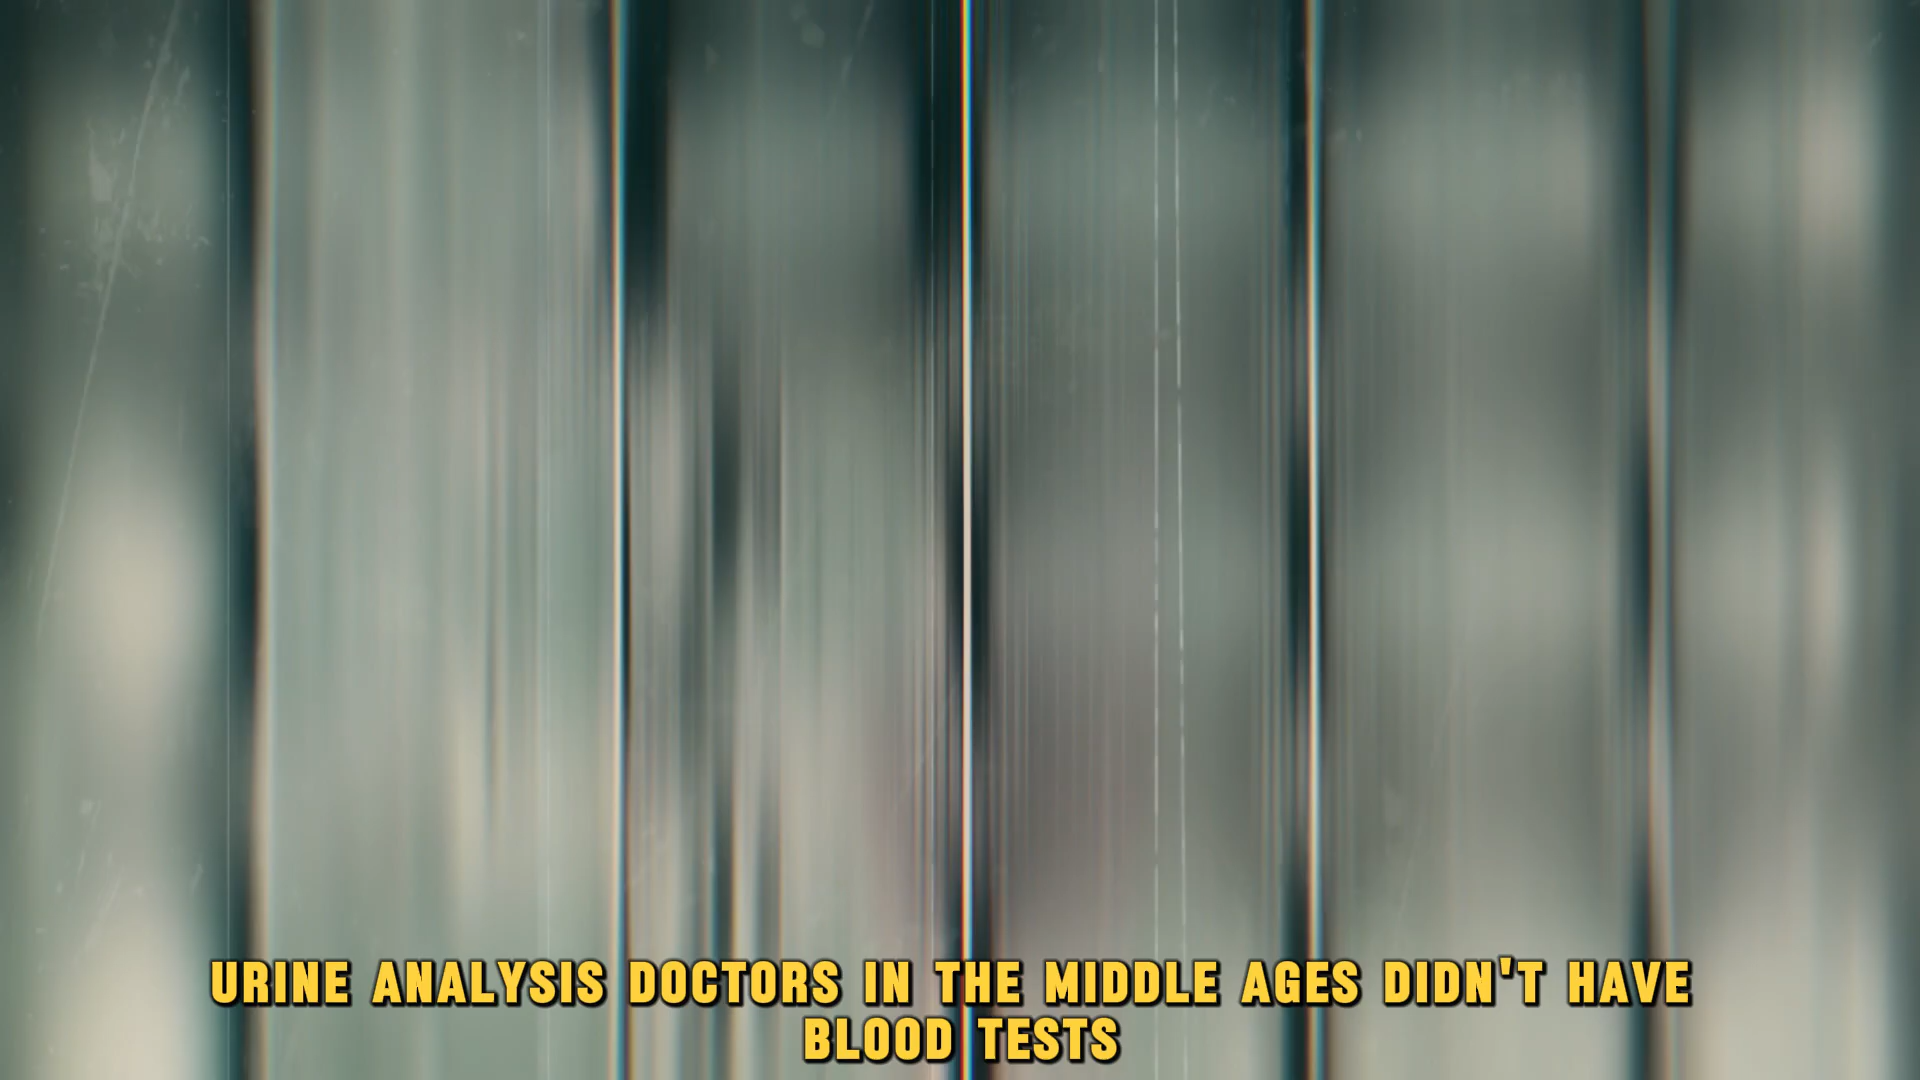 URINE ANALYSIS DOCTORS IN THE MIDDLE AGES DIDN'T HAVE
BLOOD TESTS